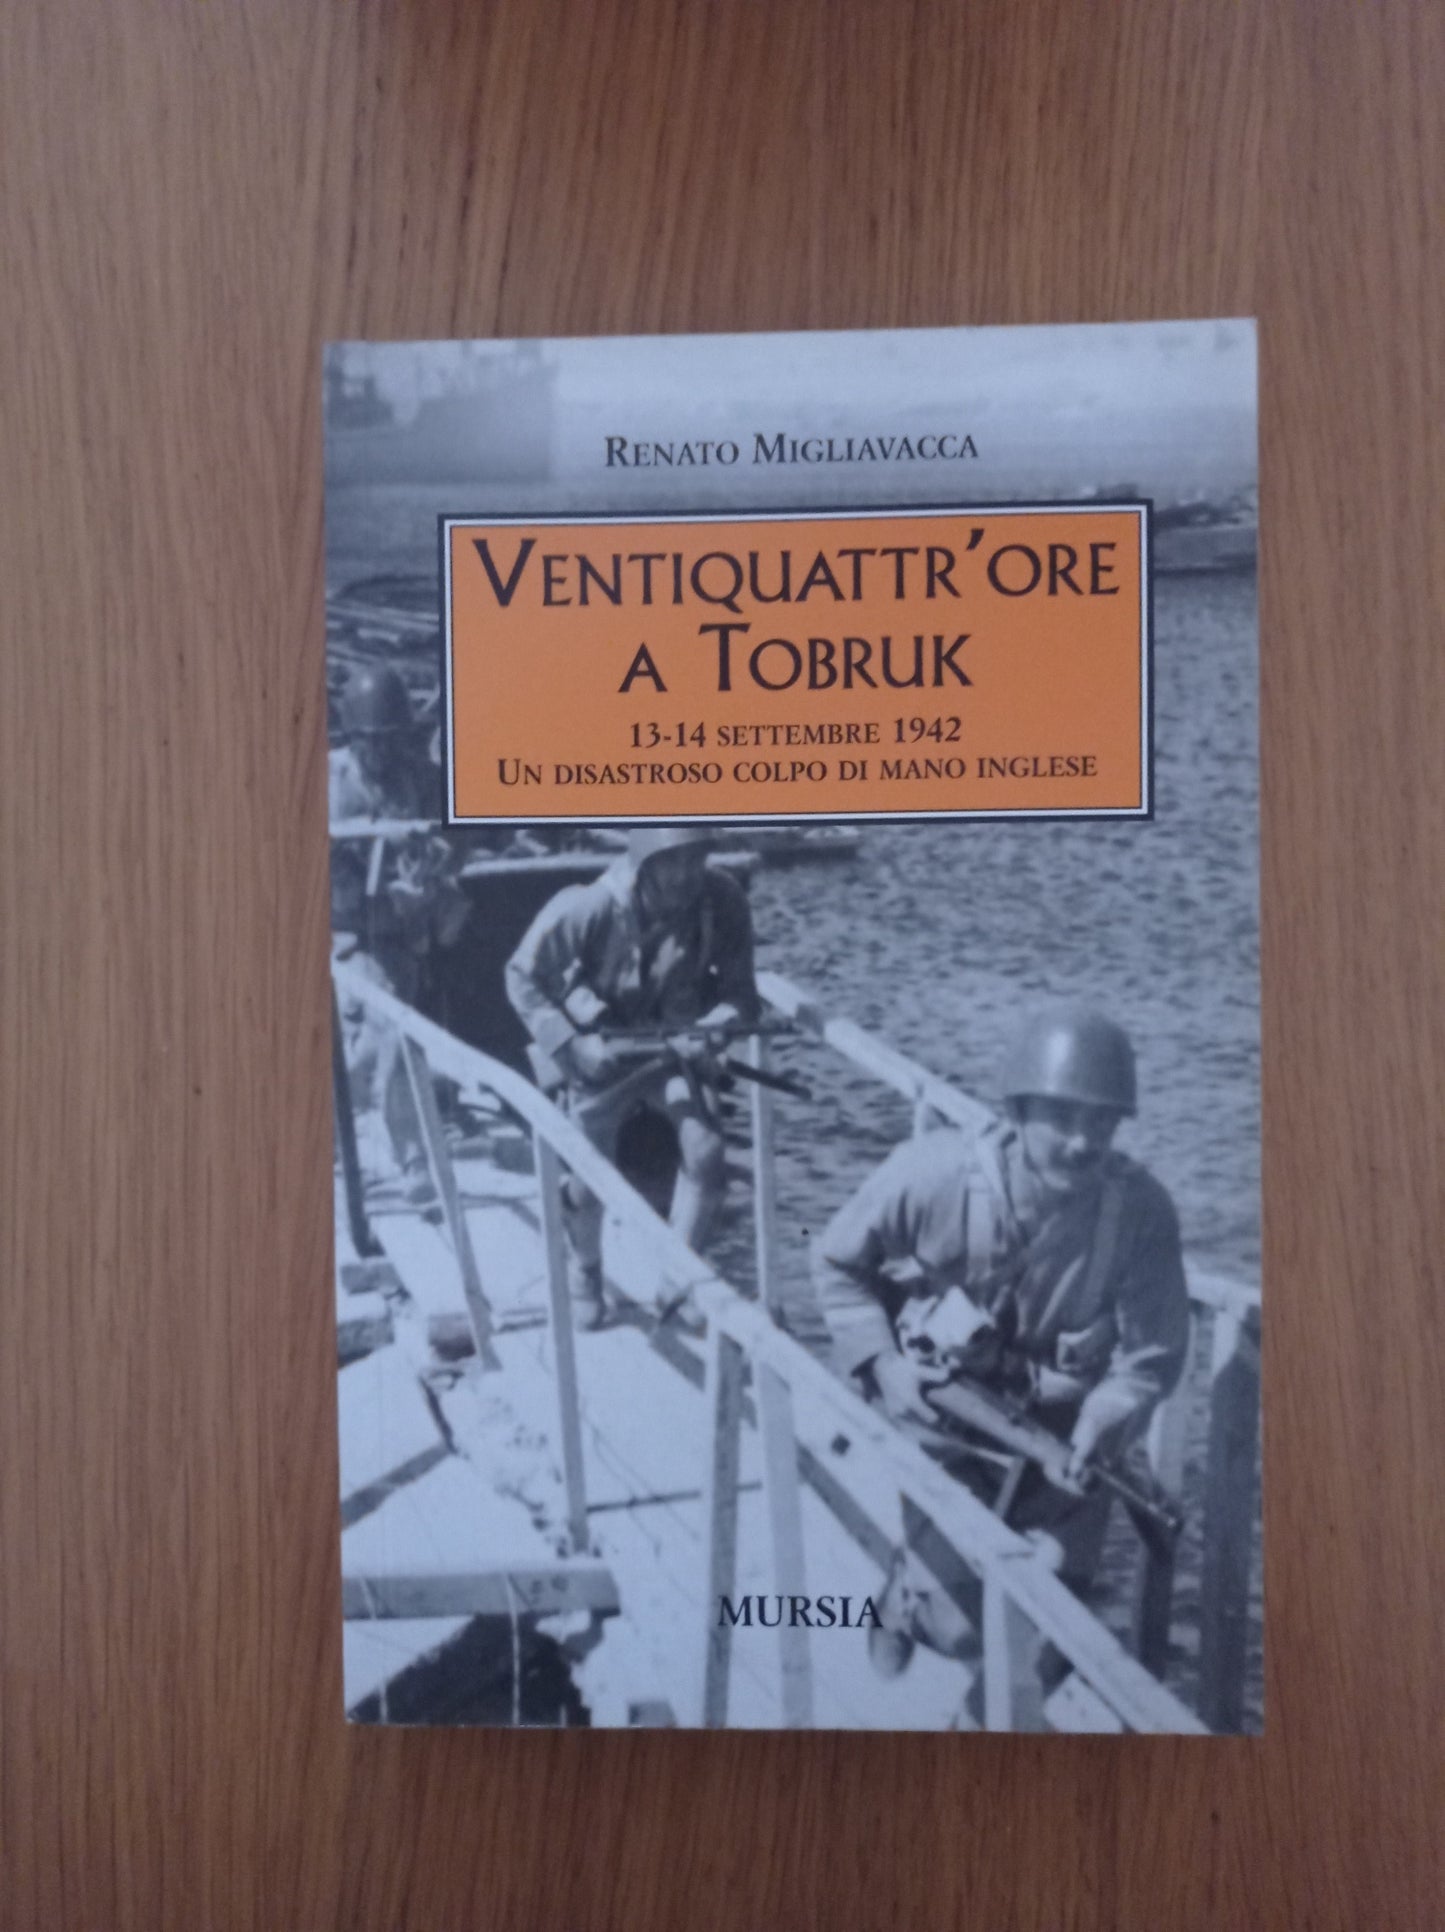 RENATO MIGLIAVACCA
VENTIQUATTR'ORE
A TOBRUK
13-14 SETTEMBRE 1942
UN DISASTROSO COLPO DI MANO INGLESE
MURSIA